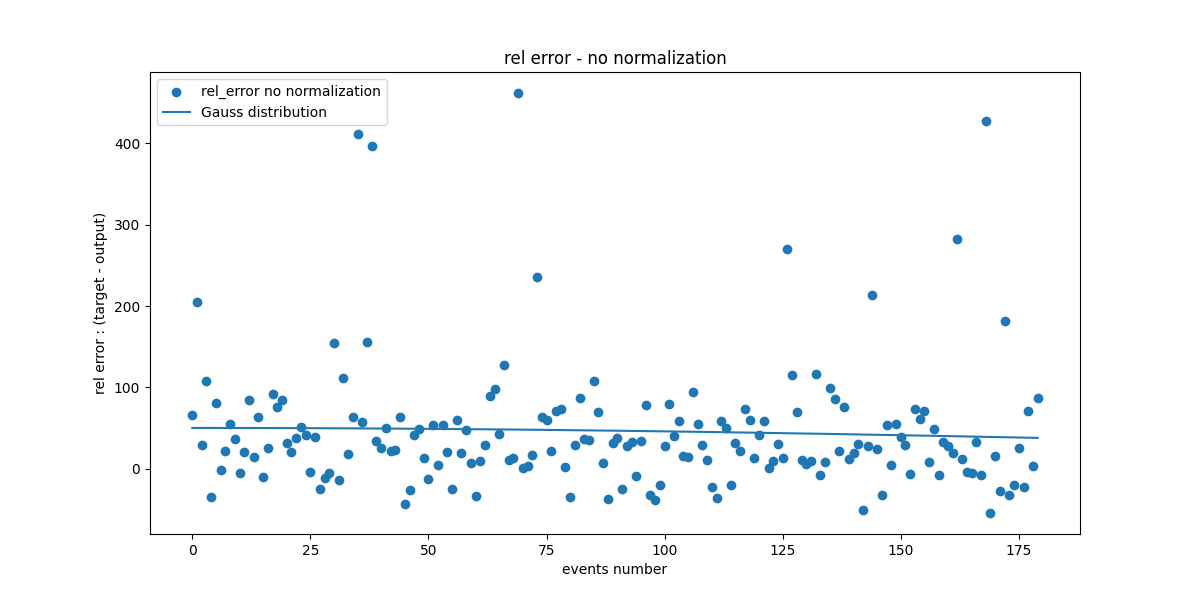 rel error - no normalization
rel_error no normalization
Gauss distribution
rel error : (target - output)
400
300
200
100
0
0
25
50
75
100
125
150
175
events number